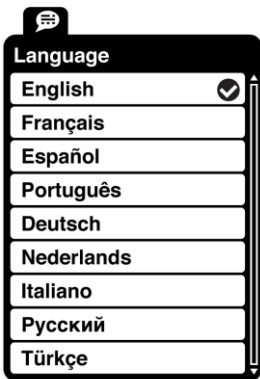 Language
English
Français
Español
Português
Deutsch
Nederlands
Italiano
Русский
Türkçe